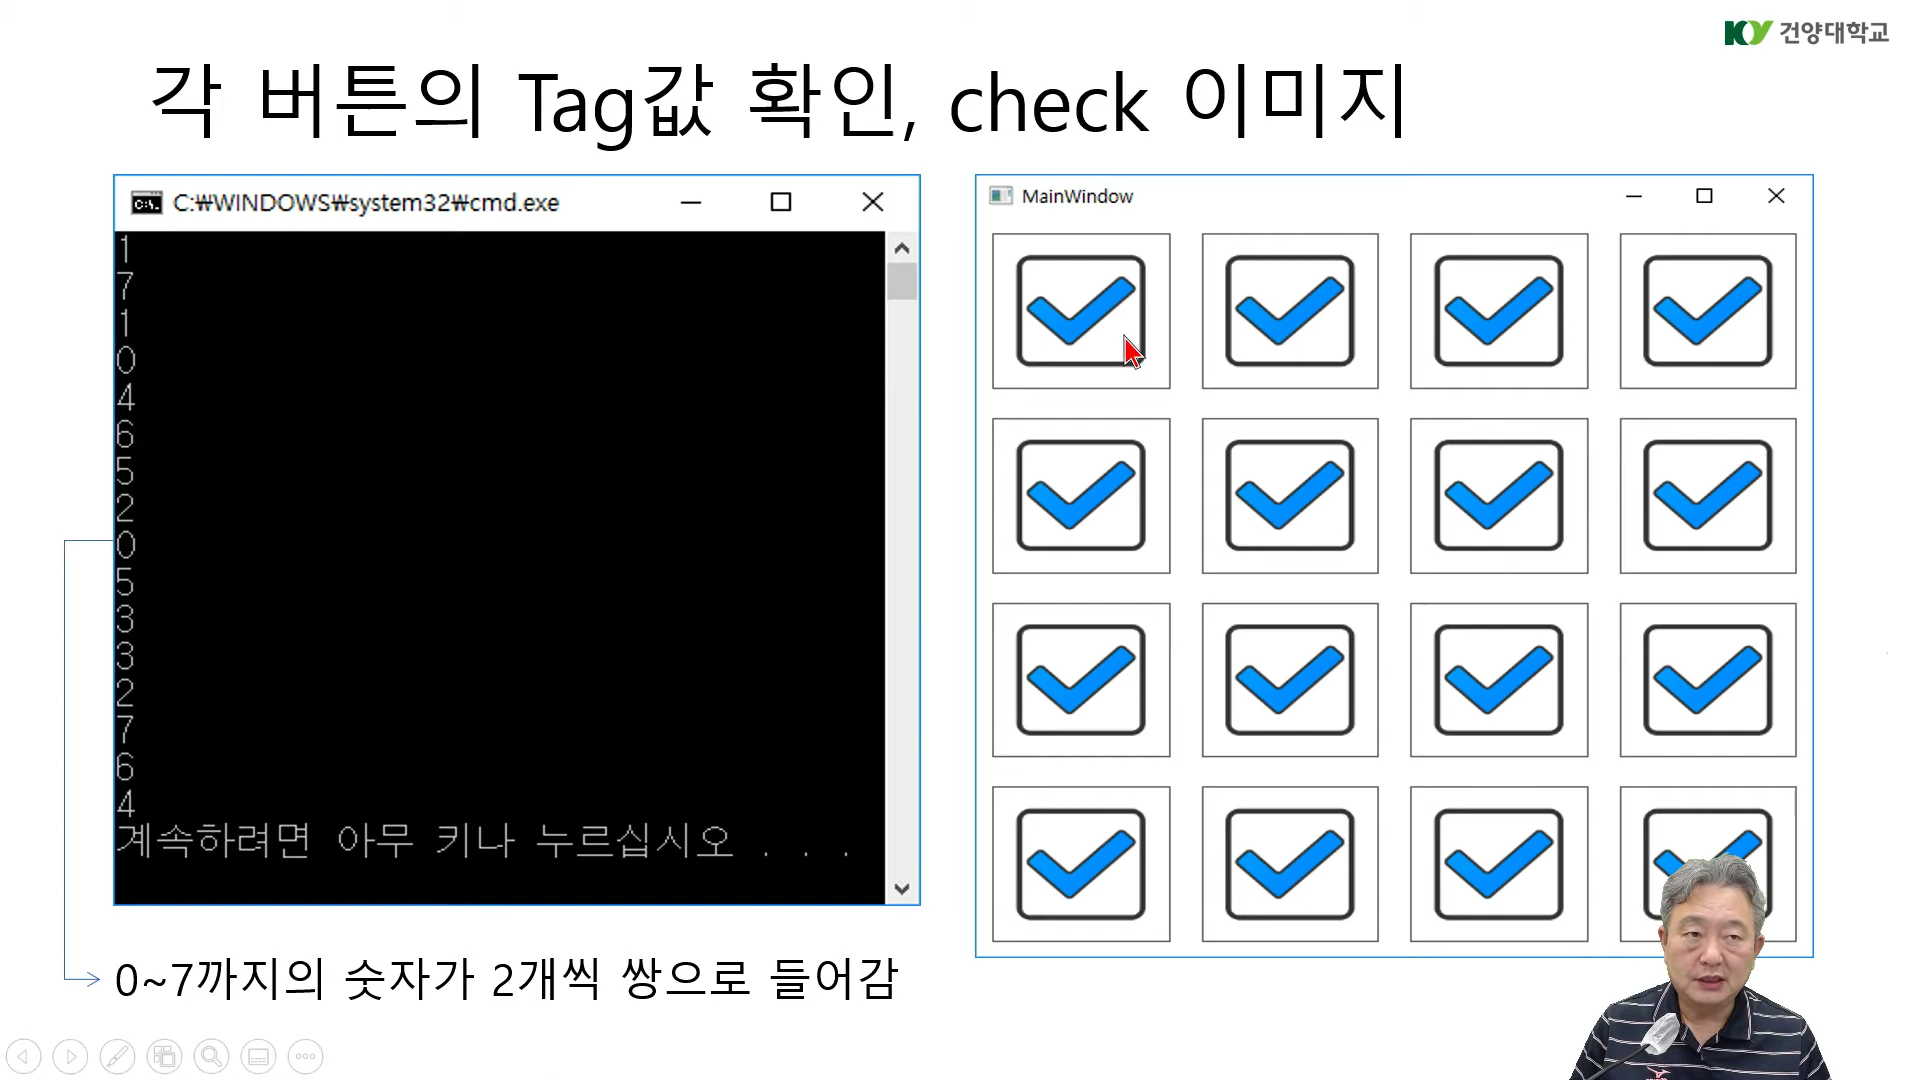 건양대학교
각 버튼의 Tag값 확인, check 이미지
C:₩WINDOWS₩system32₩cmd.exe
1
7
1
0
4
6
5
2
0
5
3
3
2
7
6
4
계속하려면 아무 키나 누르십시오 . . .
MainWindow
0~7까지의 숫자가 2개씩 쌍으로 들어감